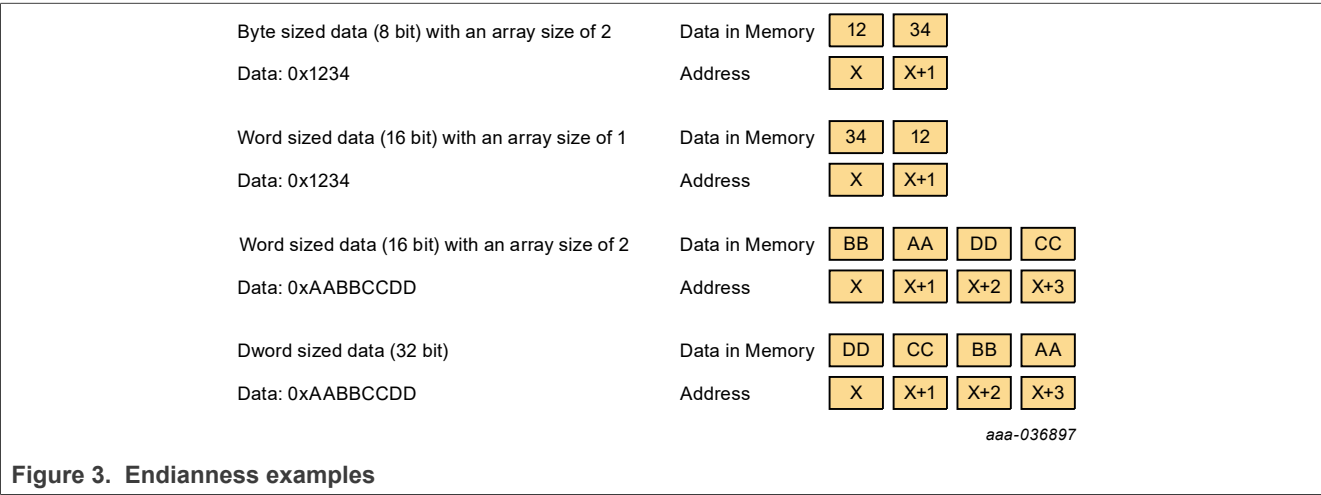 Byte sized data (8 bit) with an array size of 2 Data in Memory 12 34
Data: 0x1234 Address X X+1
Word sized data (16 bit) with an array size of 1 Data in Memory 34 12
Data: 0x1234 Address X X+1
Word sized data (16 bit) with an array size of 2 Data in Memory BB AA DD CC
Data: 0xAABBCCDD Address X X+1 X+2 X+3
Dword sized data (32 bit) Data in Memory DD CC BB AA
Data: 0xAABBCCDD Address X X+1 X+2 X+3
aaa-036897
Figure 3. Endianness examples